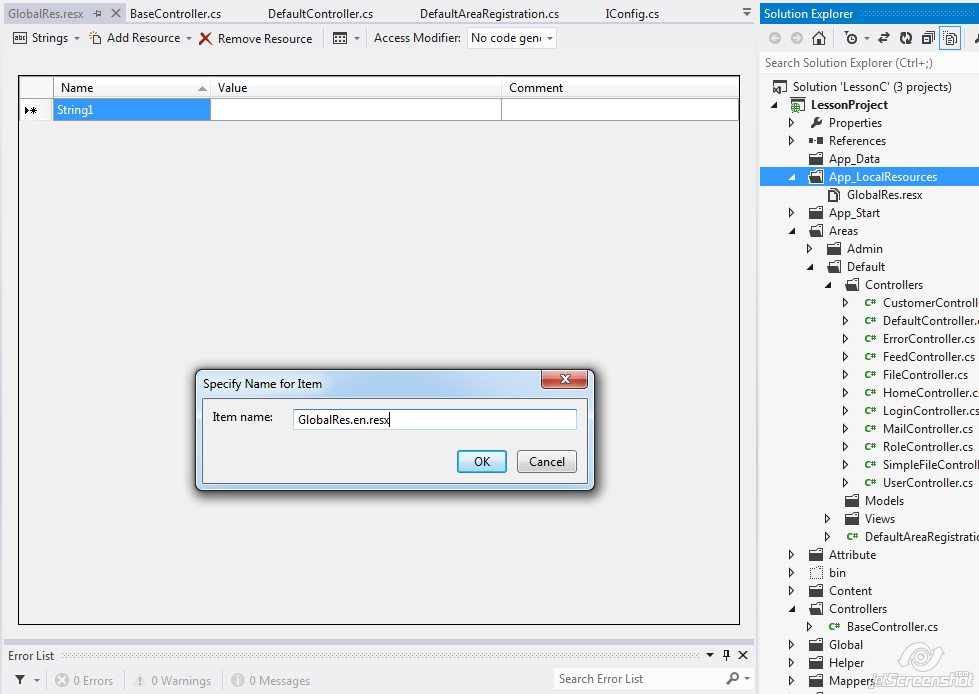 GlobalRes.resx BaseController.cs DefaultController.cs DefaultAreaRegistration.cs IConfig.cs
abc Strings Add Resource Remove Resource Access Modifier: No code gen
Name Value Comment
String1
Specify Name for Item
Item name: GlobalRes.en.resx
OK Cancel
Error List
0 Errors 0 Warnings 0 Messages Search Error List
Solution Explorer
Search Solution Explorer (Ctrl+;)
Solution 'LessonC' (3 projects)
LessonProject
Properties
References
App_Data
App_LocalResources
GlobalRes.resx
App_Start
Areas
Admin
Default
Controllers
C# CustomerControll
C# DefaultController.c
C# ErrorController.cs
C# FeedController.cs
C# FileController.cs
C# HomeController.cs
C# LoginController.cs
C# MailController.cs
C# RoleController.cs
C# SimpleFileControll
C# UserController.cs
Models
Views
C# DefaultAreaRegistratio
Attribute
bin
Content
Controllers
C# BaseController.cs
Global
Helper
Mappers
jetScreenshot